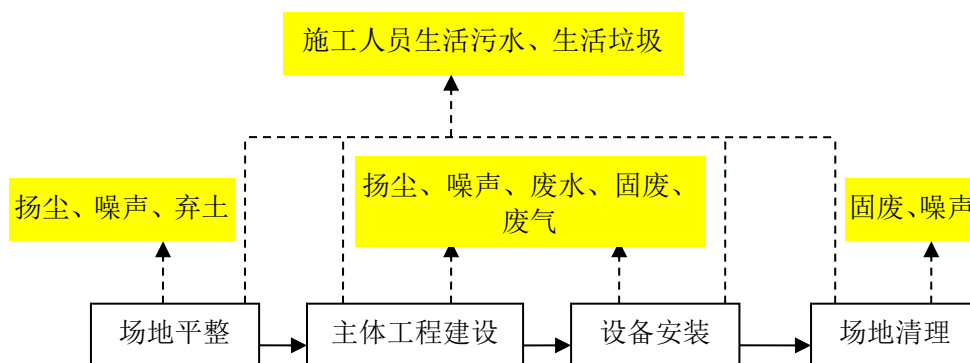 施工人员生活污水、生活垃圾
扬尘、噪声、弃土
扬尘、噪声、废水、固废、
废气
固废、噪声
场地平整
主体工程建设
设备安装
场地清理